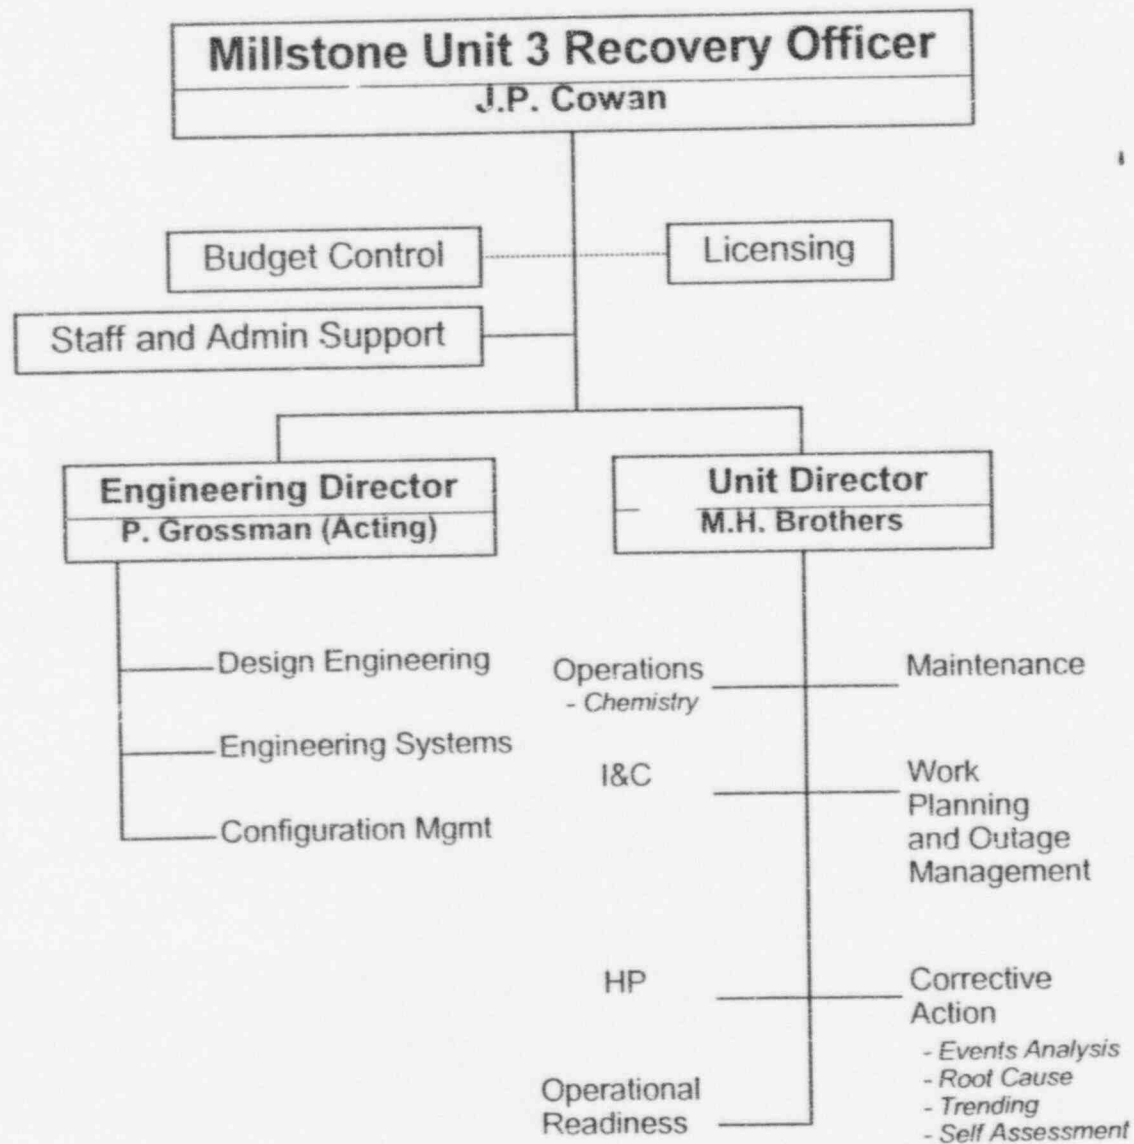 Millstone Unit 3 Recovery Officer
J.P. Cowan
Budget Control
Licensing
Staff and Admin Support
Engineering Director
P. Grossman (Acting)
Unit Director
M.H. Brothers
Design Engineering
Engineering Systems
Configuration Mgmt
Operations
- Chemistry
Maintenance
I&C
Work
Planning
and Outage
Management
HP
Corrective
Action
- Events Analysis
- Root Cause
- Trending
- Self Assessment
Operational
Readiness